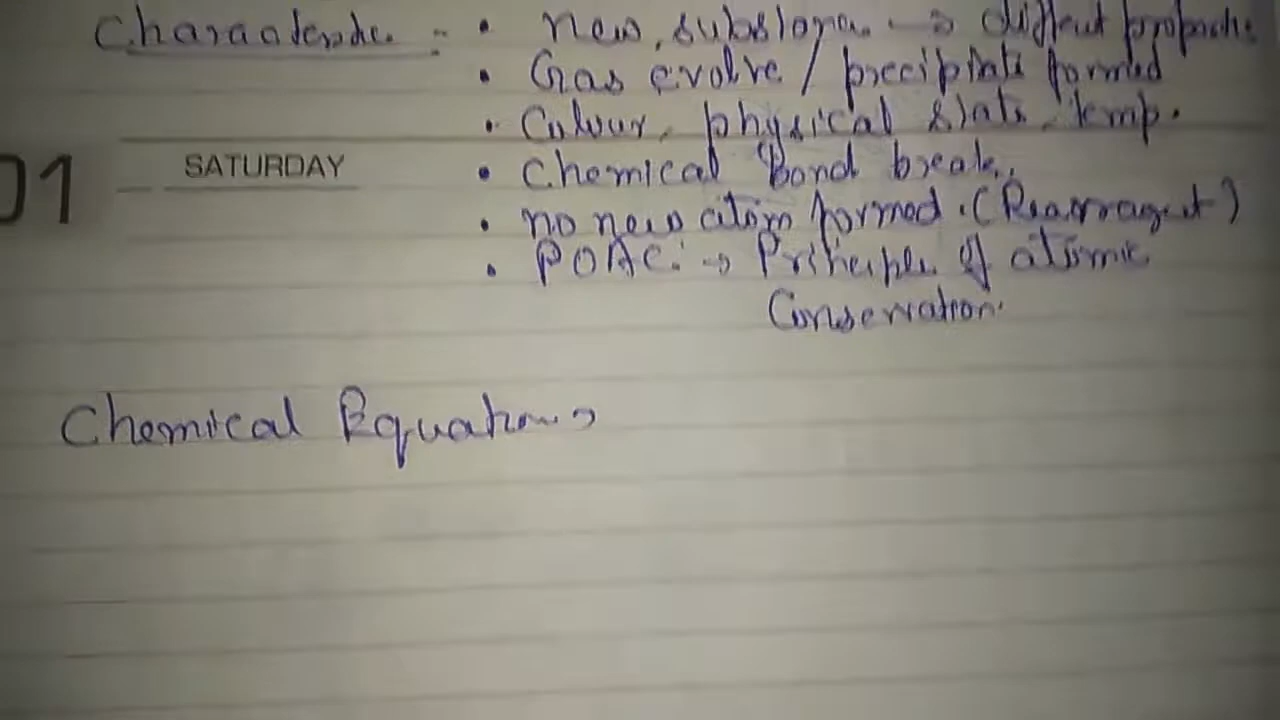 Characteristic : • New substance → different properties
• Gas evolve / precipitate formed
• Colour, physical state, temp.
01 SATURDAY
• Chemical Bond break.
• no new atom formed. (Rearrangement)
• POAC. → Principle of atomic
Conservation.
Chemical Equation →